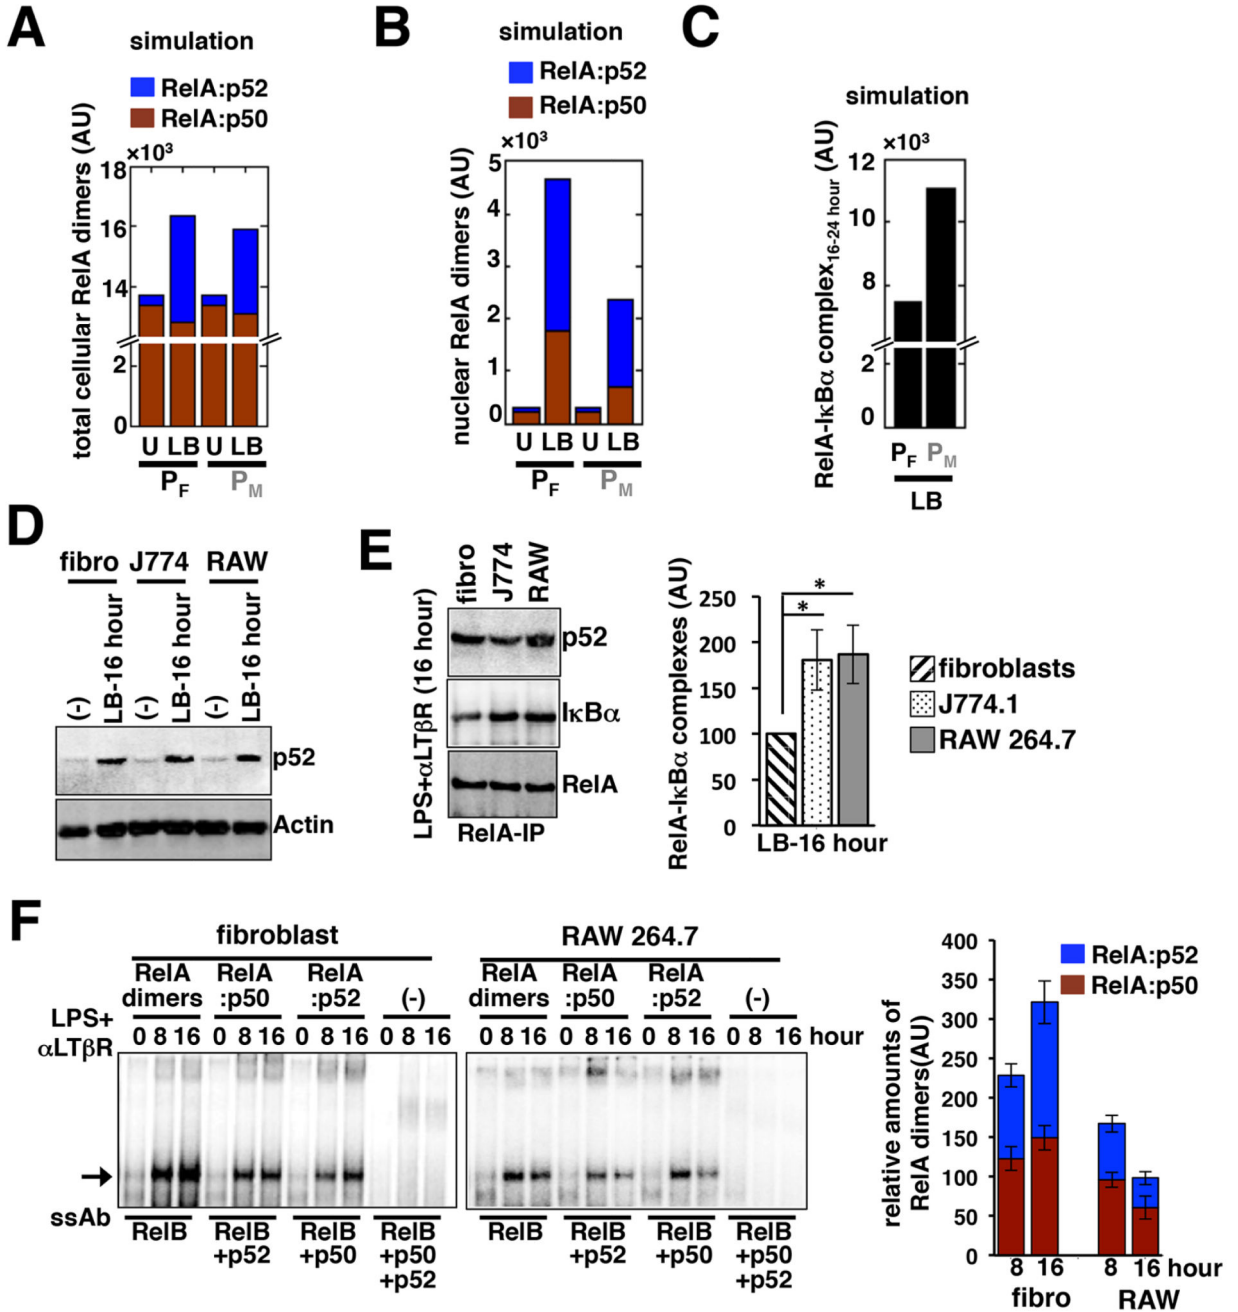 A
simulation
RelA:p52
RelA:p50
total cellular RelA dimers (AU)
×10³
18
16
14
2
0
U LB U LB
P_F P_M
B
simulation
RelA:p52
RelA:p50
nuclear RelA dimers (AU)
×10³
5
4
3
2
1
0
U LB U LB
P_F P_M
C
simulation
RelA-IκBα complex16-24 hour (AU)
×10³
12
10
8
2
0
P_F P_M
LB
D
fibro J774 RAW
(-) LB-16 hour (-) LB-16 hour (-) LB-16 hour
p52
Actin
E
LPS+αLTβR (16 hour)
fibro J774 RAW
p52
IκBα
RelA
RelA-IP
RelA-IκBα complexes (AU)
250
200
150
100
50
0
*
*
LB-16 hour
fibroblasts
J774.1
RAW 264.7
F
fibroblast
RelA dimers
RelA :p50
RelA :p52
(-)
LPS+
αLTβR
0 8 16 0 8 16 0 8 16 0 8 16
ssAb
RelB
RelB +p52
RelB +p50
RelB +p50 +p52
RAW 264.7
RelA dimers
RelA :p50
RelA :p52
(-)
0 8 16 0 8 16 0 8 16 0 8 16 hour
RelB
RelB +p52
RelB +p50
RelB +p50 +p52
relative amounts of
RelA dimers(AU)
400
350
300
250
200
150
100
50
0
RelA:p52
RelA:p50
8 16 8 16 hour
fibro RAW